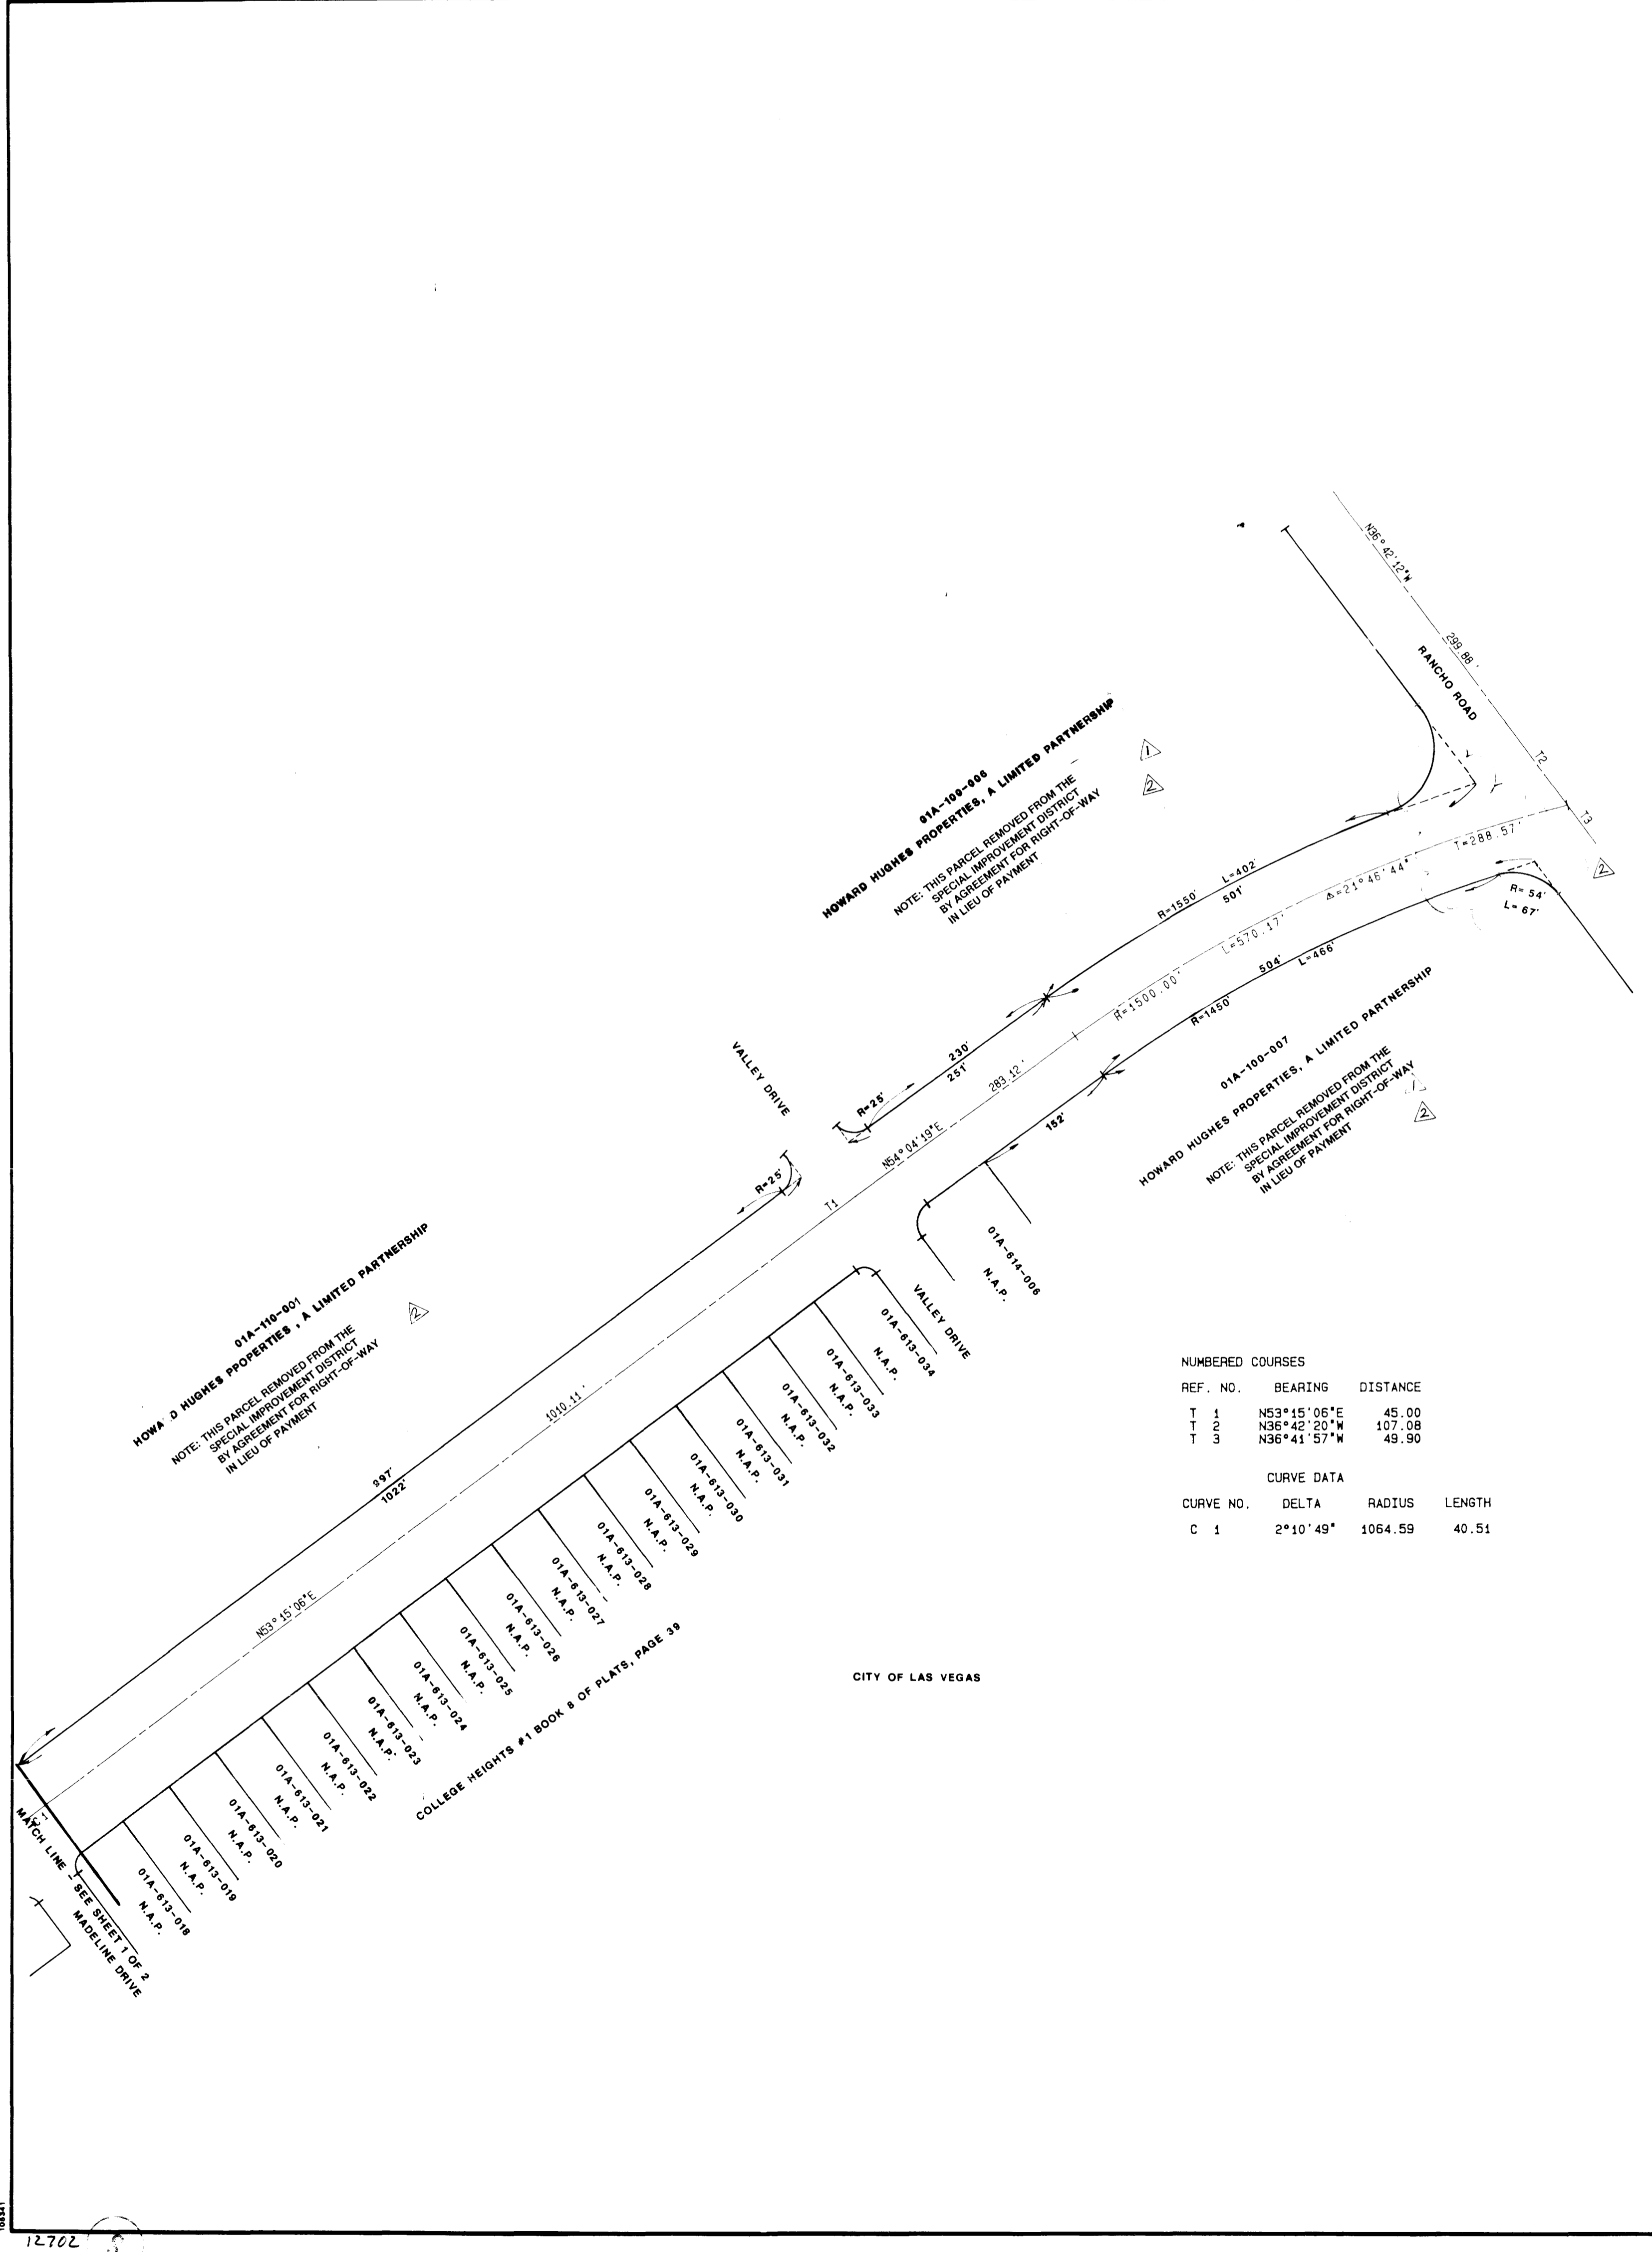 N36°42'12"W
299.88'
RANCHO ROAD
T2
T3
2
01A-100-006
HOWARD HUGHES PROPERTIES, A LIMITED PARTNERSHIP
NOTE: THIS PARCEL REMOVED FROM THE
SPECIAL IMPROVEMENT DISTRICT
BY AGREEMENT FOR RIGHT-OF-WAY
IN LIEU OF PAYMENT
1
2
R=1550'
L=402'
501'
T=288.57'
Δ=21°46'44"
L=570.17'
R=1500.00'
R= 54'
L= 67'
504'
L=466'
R=1450'
01A-100-007
HOWARD HUGHES PROPERTIES, A LIMITED PARTNERSHIP
NOTE: THIS PARCEL REMOVED FROM THE
SPECIAL IMPROVEMENT DISTRICT
BY AGREEMENT FOR RIGHT-OF-WAY
IN LIEU OF PAYMENT
1
2
VALLEY DRIVE
R=25'
230'
251'
283.12'
N54°04'19"E
152'
R=25'
T1
01A-614-006
N.A.P.
VALLEY DRIVE
01A-110-001
HOWA D HUGHES PPOPERTIES , A LIMITED PARTNERSHIP
NOTE: THIS PARCEL REMOVED FROM THE
SPECIAL IMPROVEMENT DISTRICT
BY AGREEMENT FOR RIGHT-OF-WAY
IN LIEU OF PAYMENT
2
997'
1022'
1010.11'
N53°15'06"E
01A-613-034
N.A.P.
01A-613-033
N.A.P.
01A-613-032
N.A.P.
01A-613-031
N.A.P.
01A-613-030
N.A.P.
01A-613-029
N.A.P.
01A-613-028
N.A.P.
01A-613-027
N.A.P.
01A-613-026
N.A.P.
01A-613-025
N.A.P.
01A-613-024
N.A.P.
01A-613-023
N.A.P.
01A-613-022
N.A.P.
01A-613-021
N.A.P.
01A-613-020
N.A.P.
01A-613-019
N.A.P.
01A-613-018
N.A.P.
COLLEGE HEIGHTS #1 BOOK 8 OF PLATS, PAGE 39
CITY OF LAS VEGAS
MATCH LINE - SEE SHEET 1 OF 2
MADELINE DRIVE
NUMBERED COURSES
REF. NO. BEARING DISTANCE
T 1 N53°15'06"E 45.00
T 2 N36°42'20"W 107.08
T 3 N36°41'57"W 49.90
CURVE DATA
CURVE NO. DELTA RADIUS LENGTH
C 1 2°10'49" 1064.59 40.51
12702